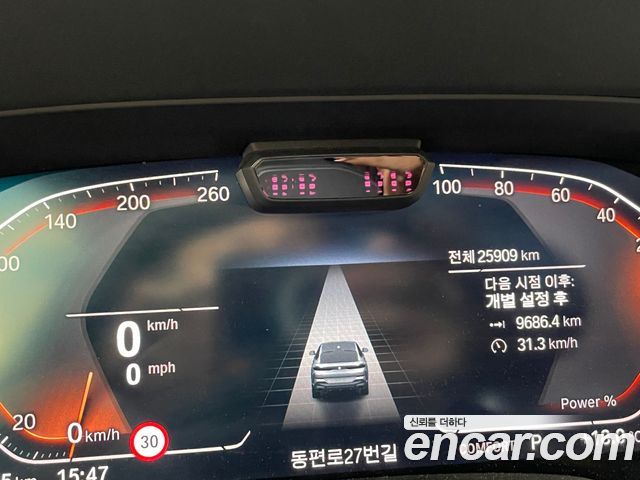 140 200 260
100 80 60 40
20
전체 25909 km
다음 시점 이후:
개별 설정 후
9686.4 km
31.3 km/h
0 km/h
0 mph
Power %
20
0 km/h
30
신뢰를 더하다
encar.com
COMFORT P
15:47
동편로27번길